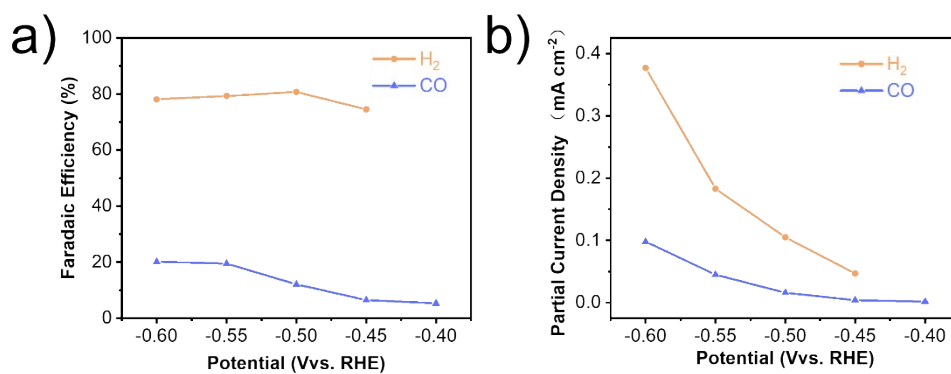 a)
Faradaic Efficiency (%)
100
80
60
40
20
0
H2
CO
-0.60 -0.55 -0.50 -0.45 -0.40
Potential (Vvs. RHE)
b)
Partial Current Density （mA cm-2)
0.4
0.3
0.2
0.1
0.0
H2
CO
-0.60 -0.55 -0.50 -0.45 -0.40
Potential (Vvs. RHE)